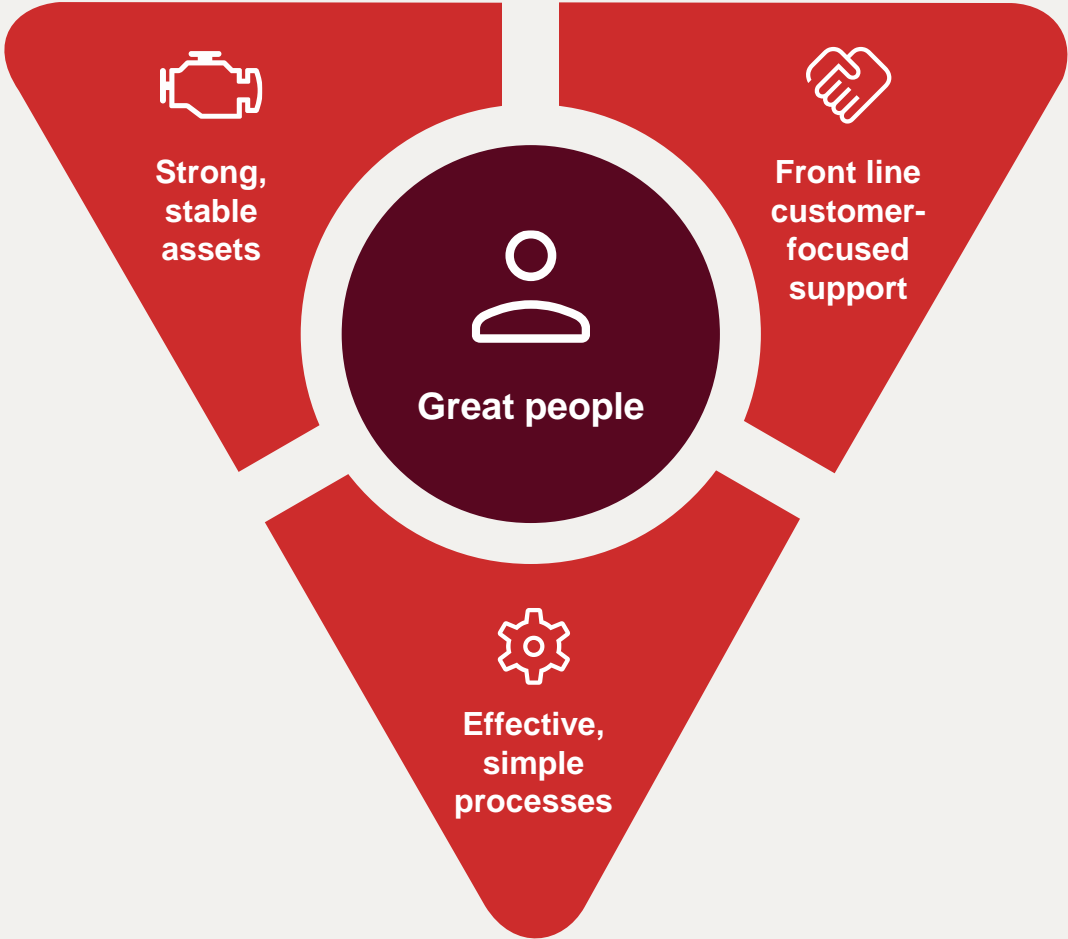 Strong,
stable
assets
Front line
customer-
focused
support
Great people
Effective,
simple
processes